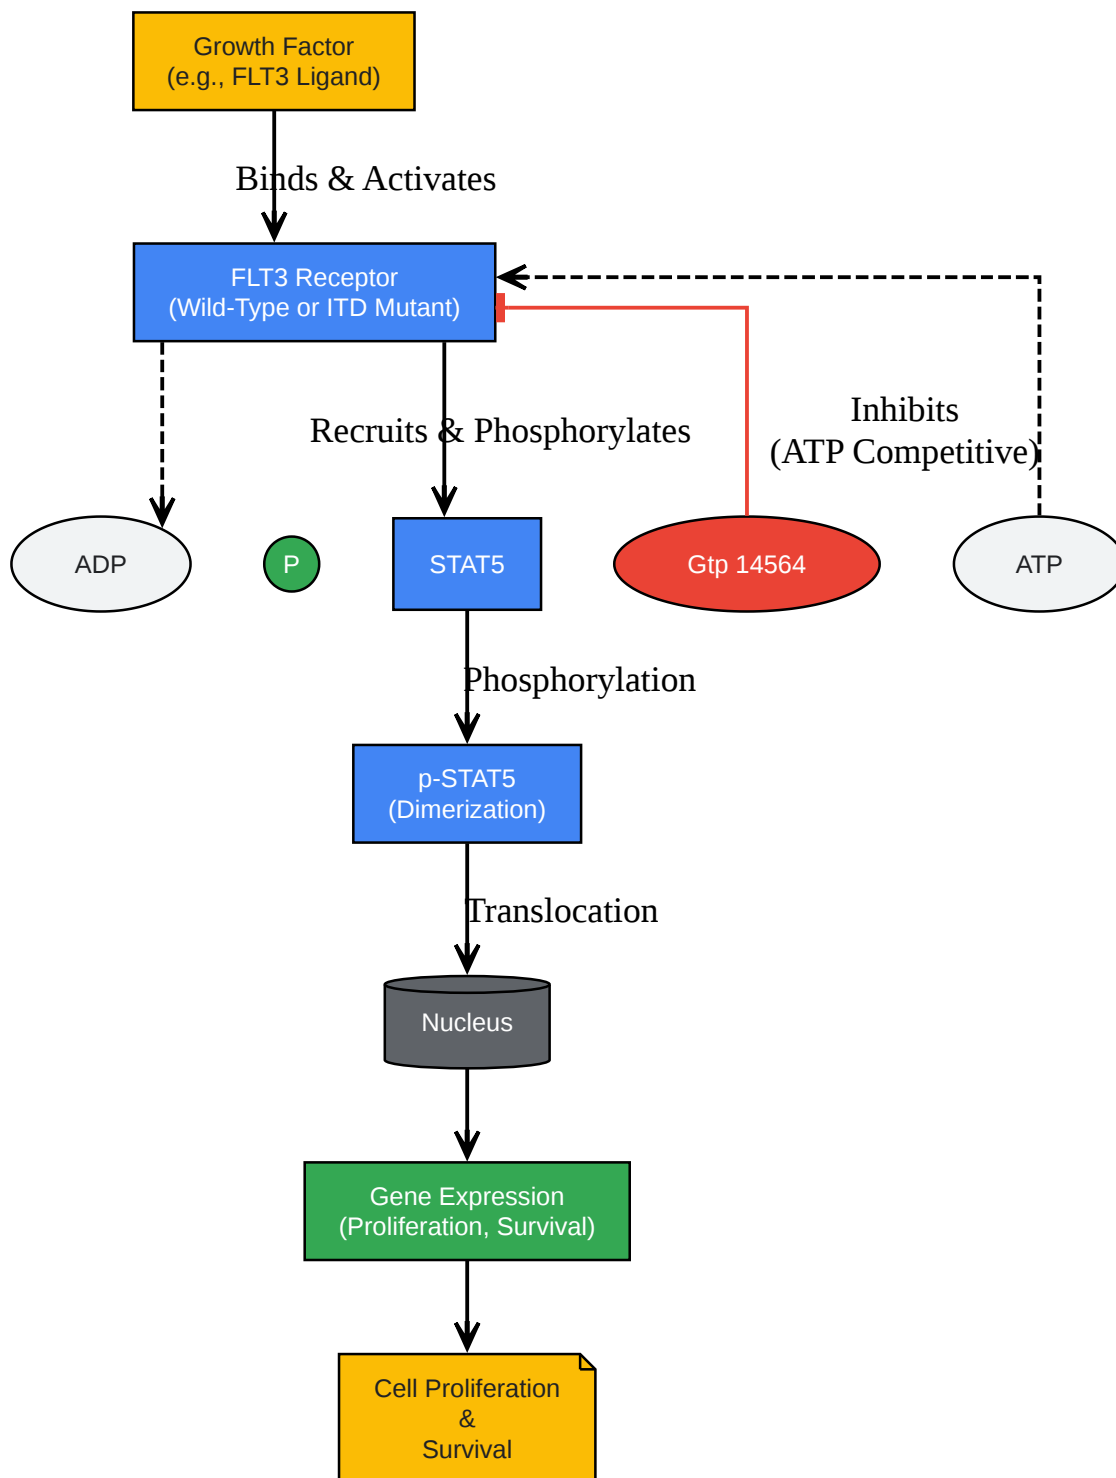 Growth Factor
(e.g., FLT3 Ligand)
Binds & Activates
FLT3 Receptor
(Wild-Type or ITD Mutant)
Recruits & Phosphorylates
Inhibits
(ATP Competitive)
ADP
P
STAT5
Gtp 14564
ATP
Phosphorylation
p-STAT5
(Dimerization)
Translocation
Nucleus
Gene Expression
(Proliferation, Survival)
Cell Proliferation
&
Survival